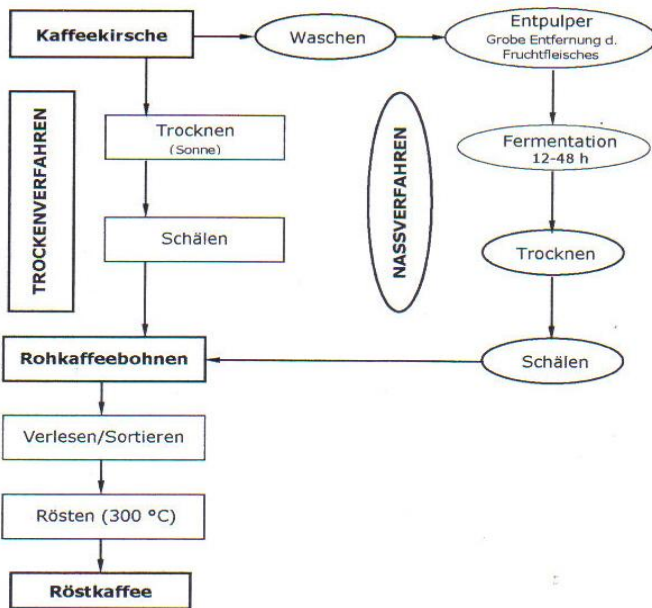 Kaffeekirsche
Waschen
Entpulper
Grobe Entfernung d.
Fruchtfleisches
TROCKENVERFAHREN
Trocknen
(Sonne)
NASSVERFAHREN
Fermentation
12-48 h
Schälen
Trocknen
Rohkaffeebohnen
Schälen
Verlesen/Sortieren
Rösten (300 °C)
Röstkaffee